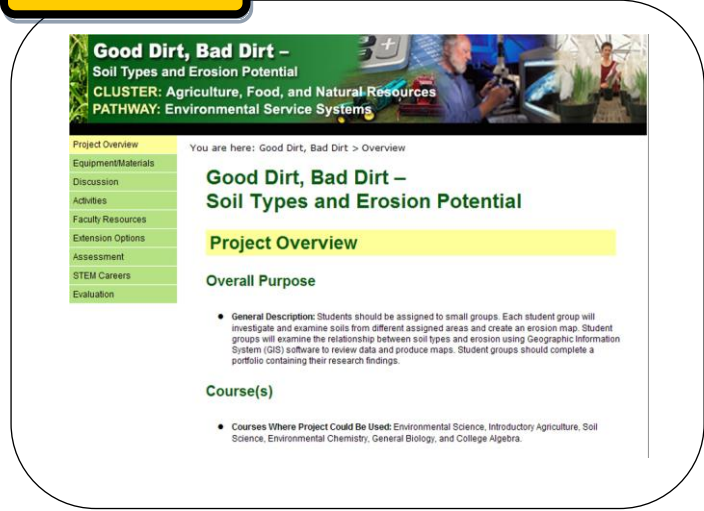 Good Dirt, Bad Dirt –
Soil Types and Erosion Potential
CLUSTER: Agriculture, Food, and Natural Resources
PATHWAY: Environmental Service Systems
Project Overview
Equipment/Materials
Discussion
Activities
Faculty Resources
Extension Options
Assessment
STEM Careers
Evaluation
You are here: Good Dirt, Bad Dirt > Overview
Good Dirt, Bad Dirt –
Soil Types and Erosion Potential
Project Overview
Overall Purpose
● General Description: Students should be assigned to small groups. Each student group will
investigate and examine soils from different assigned areas and create an erosion map. Student
groups will examine the relationship between soil types and erosion using Geographic Information
System (GIS) software to review data and produce maps. Student groups should complete a
portfolio containing their research findings.
Course(s)
● Courses Where Project Could Be Used: Environmental Science, Introductory Agriculture, Soil
Science, Environmental Chemistry, General Biology, and College Algebra.